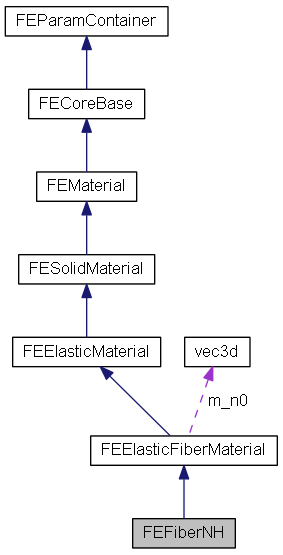 FEParamContainer
FECoreBase
FEMaterial
FESolidMaterial
FEElasticMaterial
vec3d
m_n0
FEElasticFiberMaterial
FEFiberNH